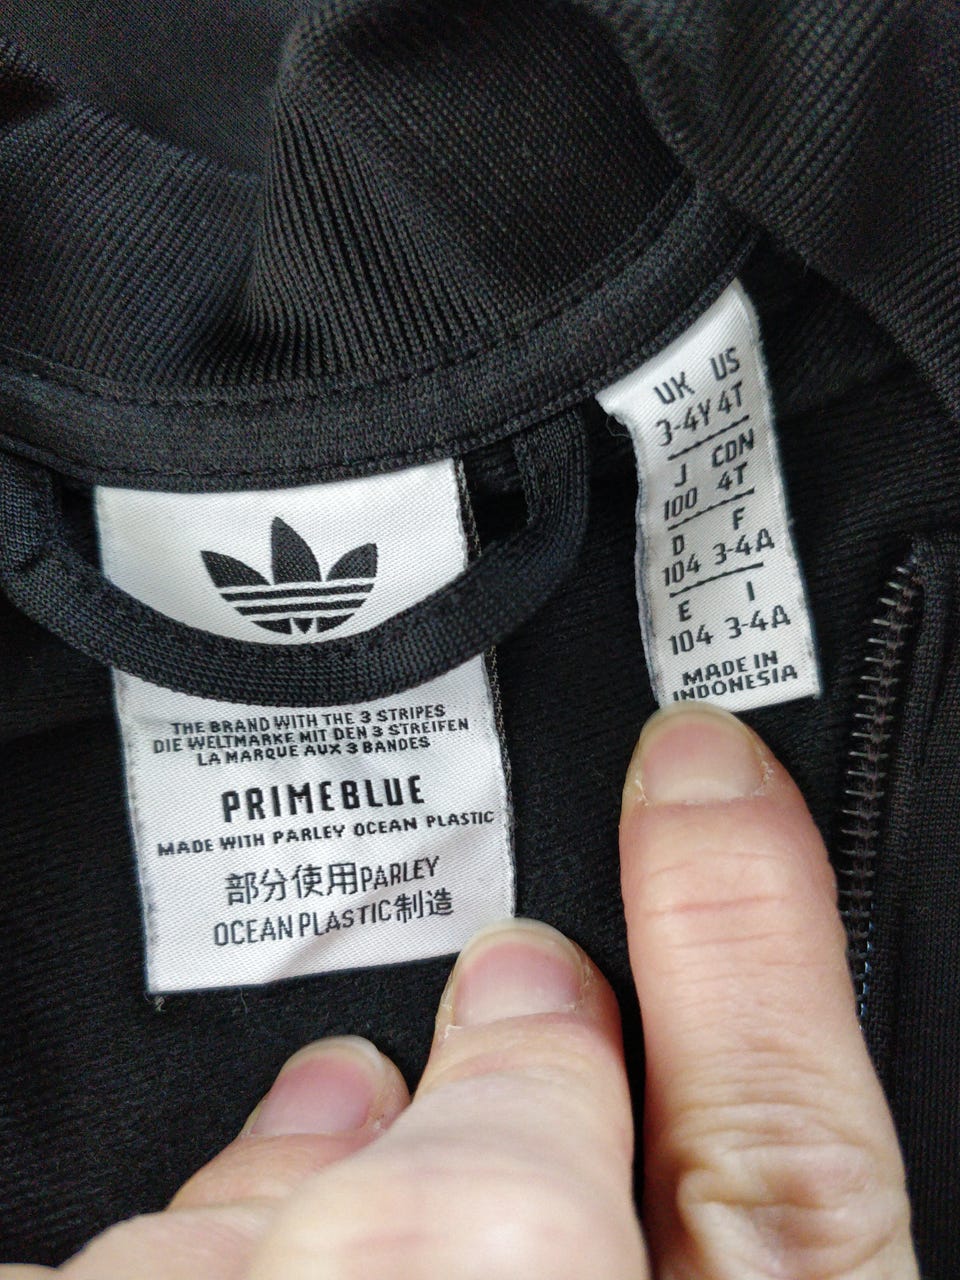 THE BRAND WITH THE 3 STRIPES
DIE WELTMARKE MIT DEN 3 STREIFEN
LA MARQUE AUX 3 BANDES
PRIMEBLUE
MADE WITH PARLEY OCEAN PLASTIC
部分使用PARLEY
OCEAN PLASTIC制造
UK US
3-4Y 4T
J CDN
100 4T
D F
104 3-4A
E I
104 3-4A
MADE IN
INDONESIA